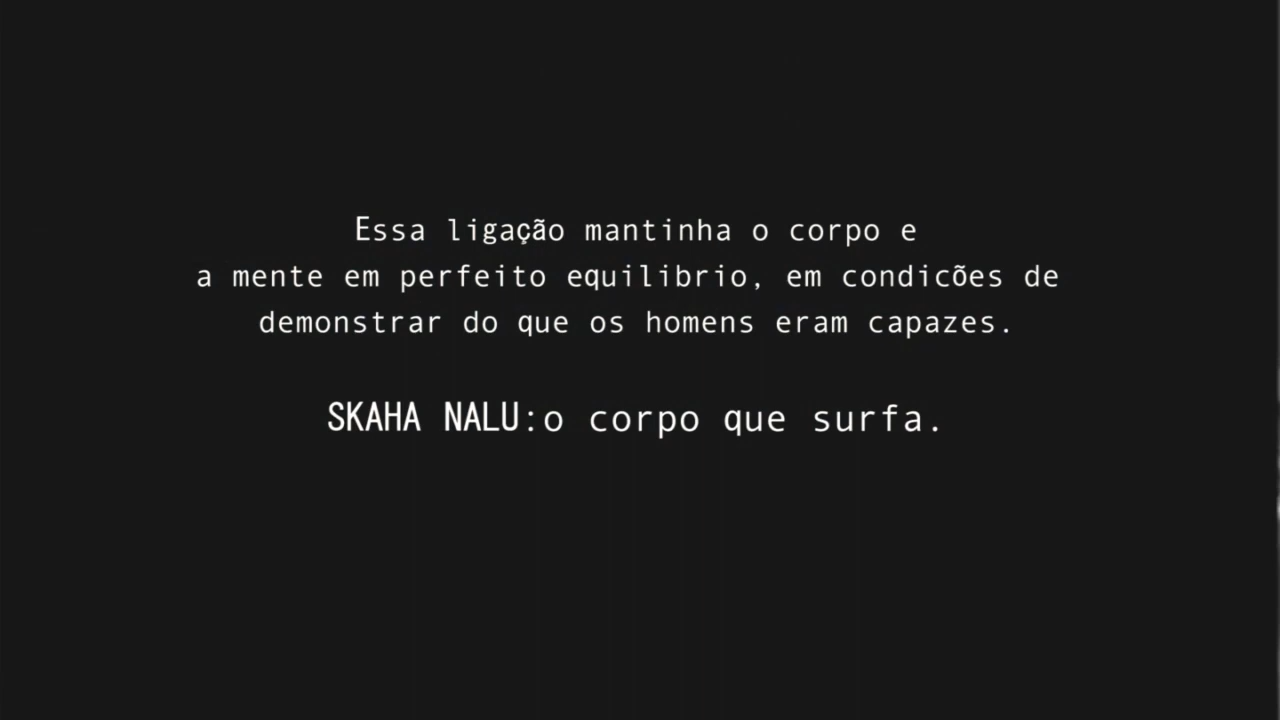 Essa ligação mantinha o corpo e
a mente em perfeito equilibrio, em condicões de
demonstrar do que os homens eram capazes.
SKAHA NALU:o corpo que surfa.